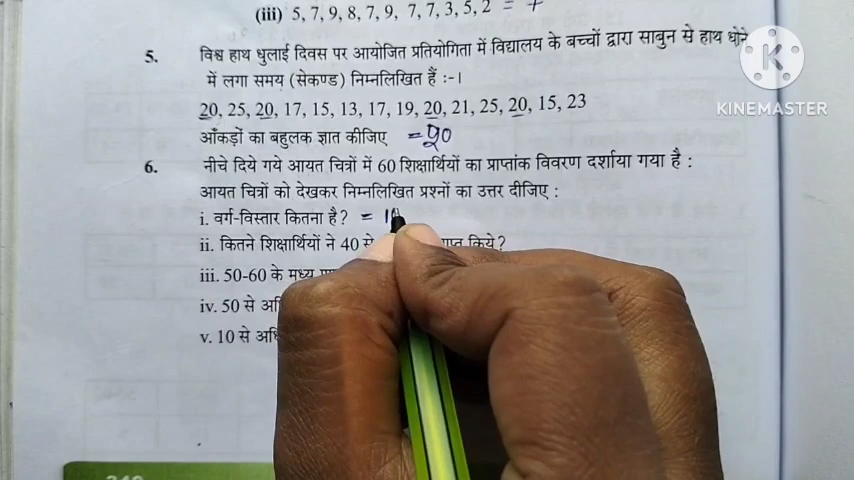 (iii) 5, 7, 9, 8, 7, 9, 7, 7, 3, 5, 2 =
5. विश्व हाथ धुलाई दिवस पर आयोजित प्रतियोगिता में विद्यालय के बच्चों द्वारा साबुन से हाथ धोने
में लगा समय (सेकण्ड) निम्नलिखित हैं :-।
KINEMASTER
20, 25, 20, 17, 15, 13, 17, 19, 20, 21, 25, 20, 15, 23
आँकड़ों का बहुलक ज्ञात कीजिए = 20
6. नीचे दिये गये आयत चित्रों में 60 शिक्षार्थियों का प्राप्तांक विवरण दर्शाया गया है :
आयत चित्रों को देखकर निम्नलिखित प्रश्नों का उत्तर दीजिए :
i. वर्ग-विस्तार कितना है? =
ii. कितने शिक्षार्थियों ने 40 से किये?
iii. 50-60 के मध्य
iv. 50 से
v. 10 से